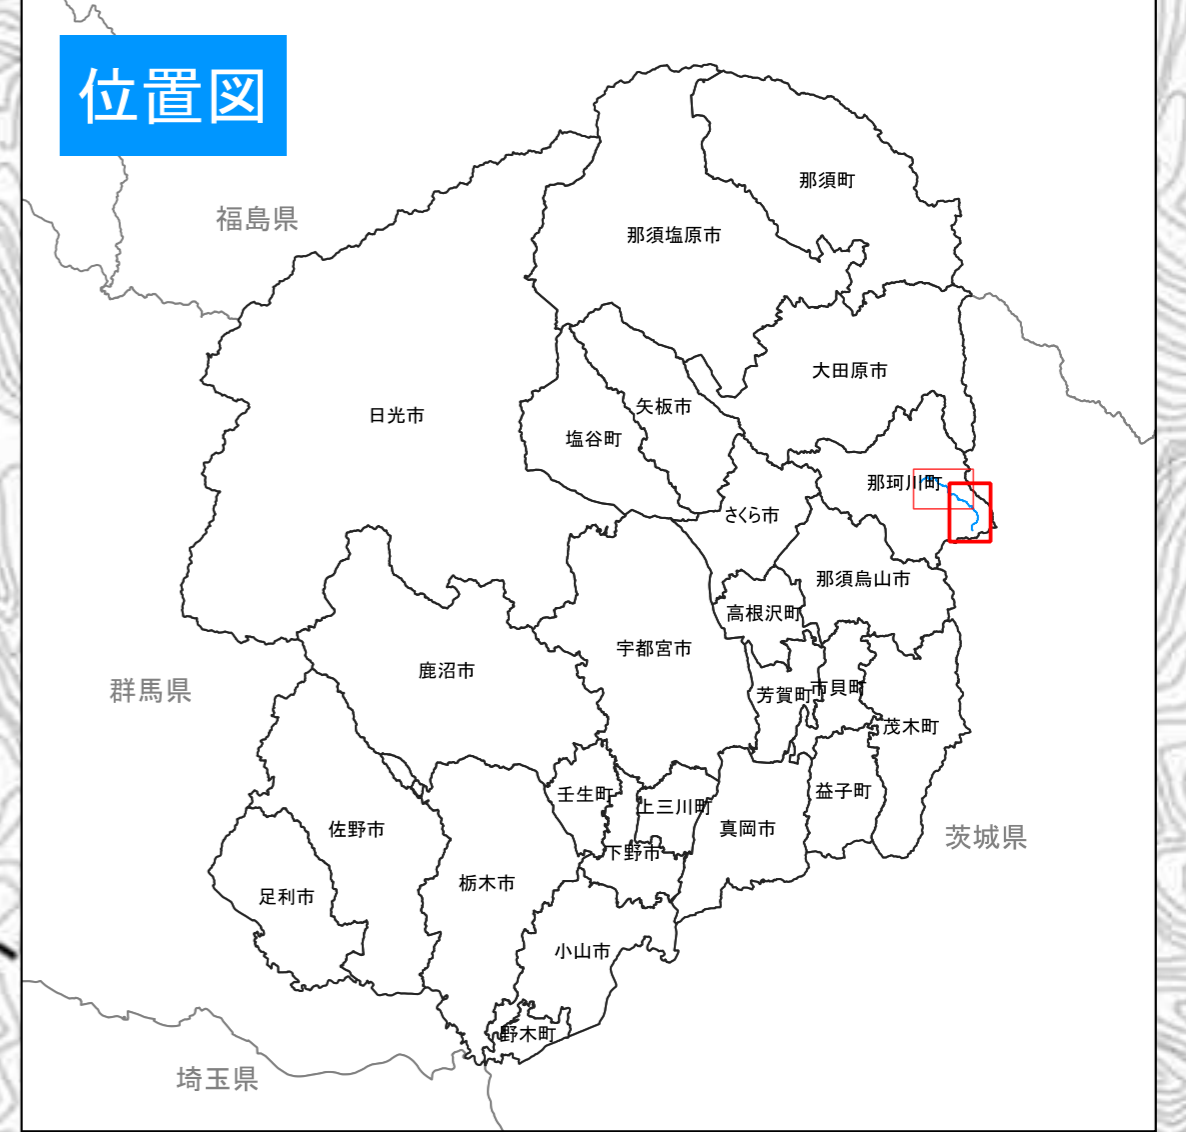 位置図
福島県
那須町
那須塩原市
大田原市
日光市
矢板市
塩谷町
那珂川町
さくら市
那須烏山市
高根沢町
宇都宮市
鹿沼市
群馬県
芳賀町
市貝町
茂木町
壬生町
上三川町
益子町
佐野市
真岡市
茨城県
下野市
栃木市
足利市
小山市
野木町
埼玉県